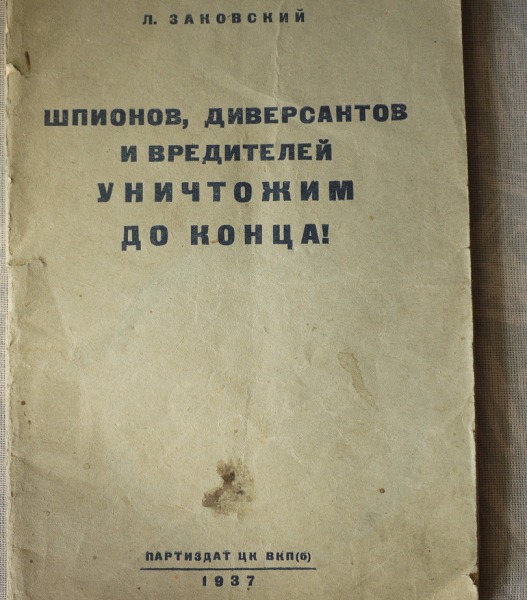 Л. ЗАКОВСКИЙ
ШПИОНОВ, ДИВЕРСАНТОВ
И ВРЕДИТЕЛЕЙ
УНИЧТОЖИМ
ДО КОНЦА!
ПАРТИЗДАТ ЦК ВКП(б)
1937